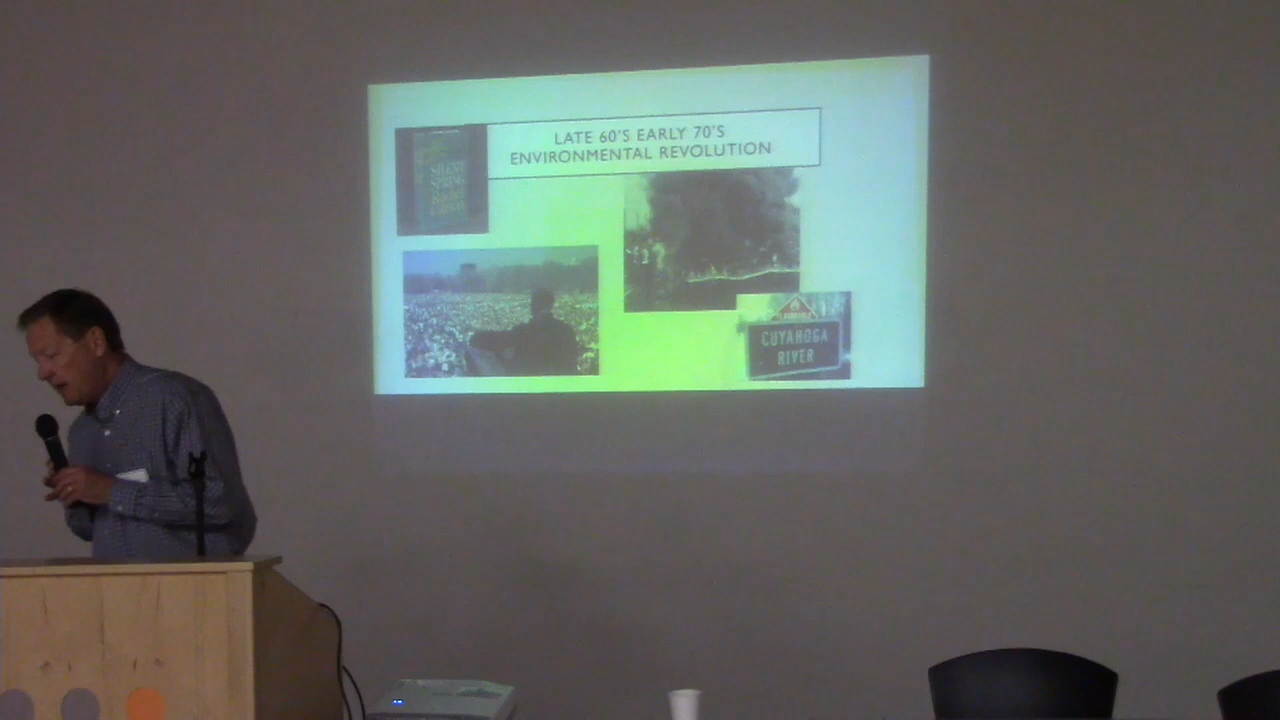 LATE 60'S EARLY 70'S
ENVIRONMENTAL REVOLUTION
SILENT
SPRING
CUYAHOGA
RIVER